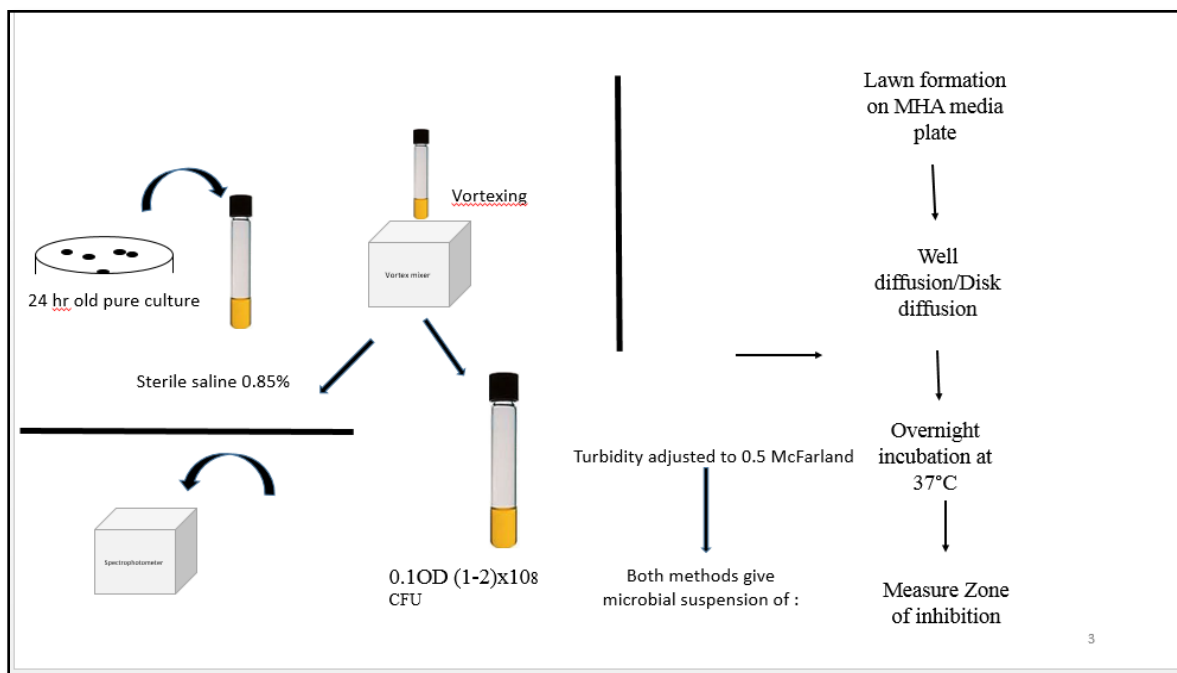 24 hr old pure culture
Sterile saline 0.85%
Vortexing
Vortex mixer
Spectrophotometer
0.1OD (1-2)x108
CFU
Turbidity adjusted to 0.5 McFarland
Both methods give
microbial suspension of :
Lawn formation
on MHA media
plate
Well
diffusion/Disk
diffusion
Overnight
incubation at
37°C
Measure Zone
of inhibition
3